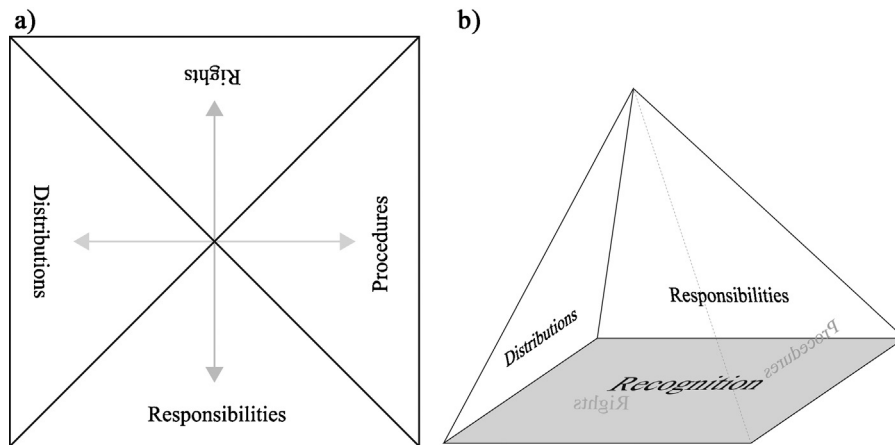 a)
Rights
Distributions
Procedures
Responsibilities
b)
Responsibilities
Distributions
Procedures
Recognition
Rights